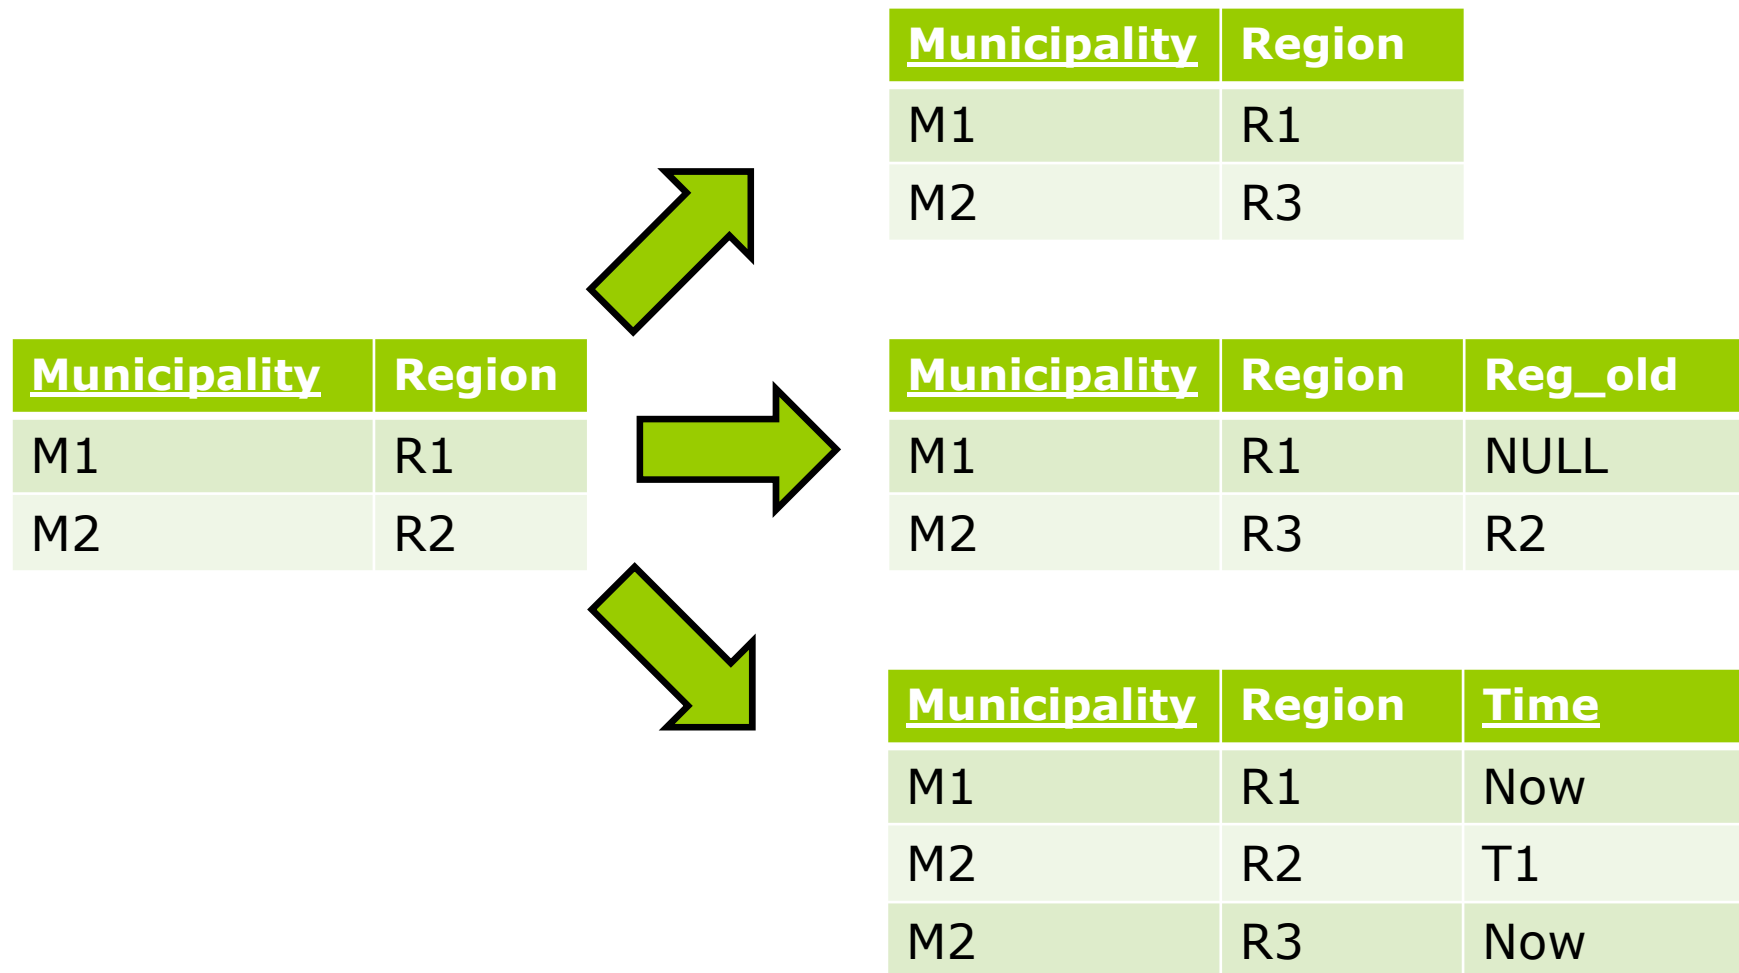 Municipality Region
M1 R1
M2 R3
Municipality Region
M1 R1
M2 R2
Municipality Region Reg_old
M1 R1 NULL
M2 R3 R2
Municipality Region Time
M1 R1 Now
M2 R2 T1
M2 R3 Now